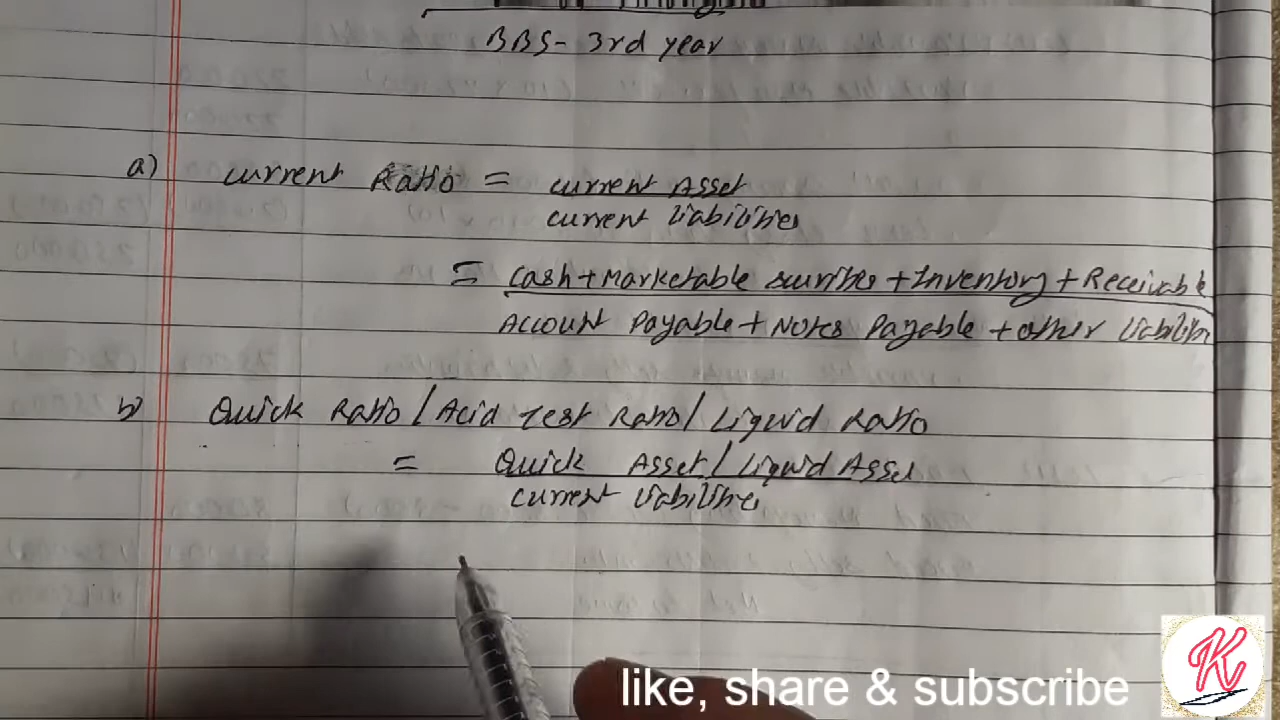 BBS- 3rd year
a) current Ratio = current Asset
current liabilities
= Cash + Marketable securities + Inventory + Receivable
Account Payable + Notes Payable + other liabilities
b) Quick Ratio / Acid Test Ratio / Liquid Ratio
= Quick Asset / Liquid Asset
current liabilities
like, share & subscribe
K